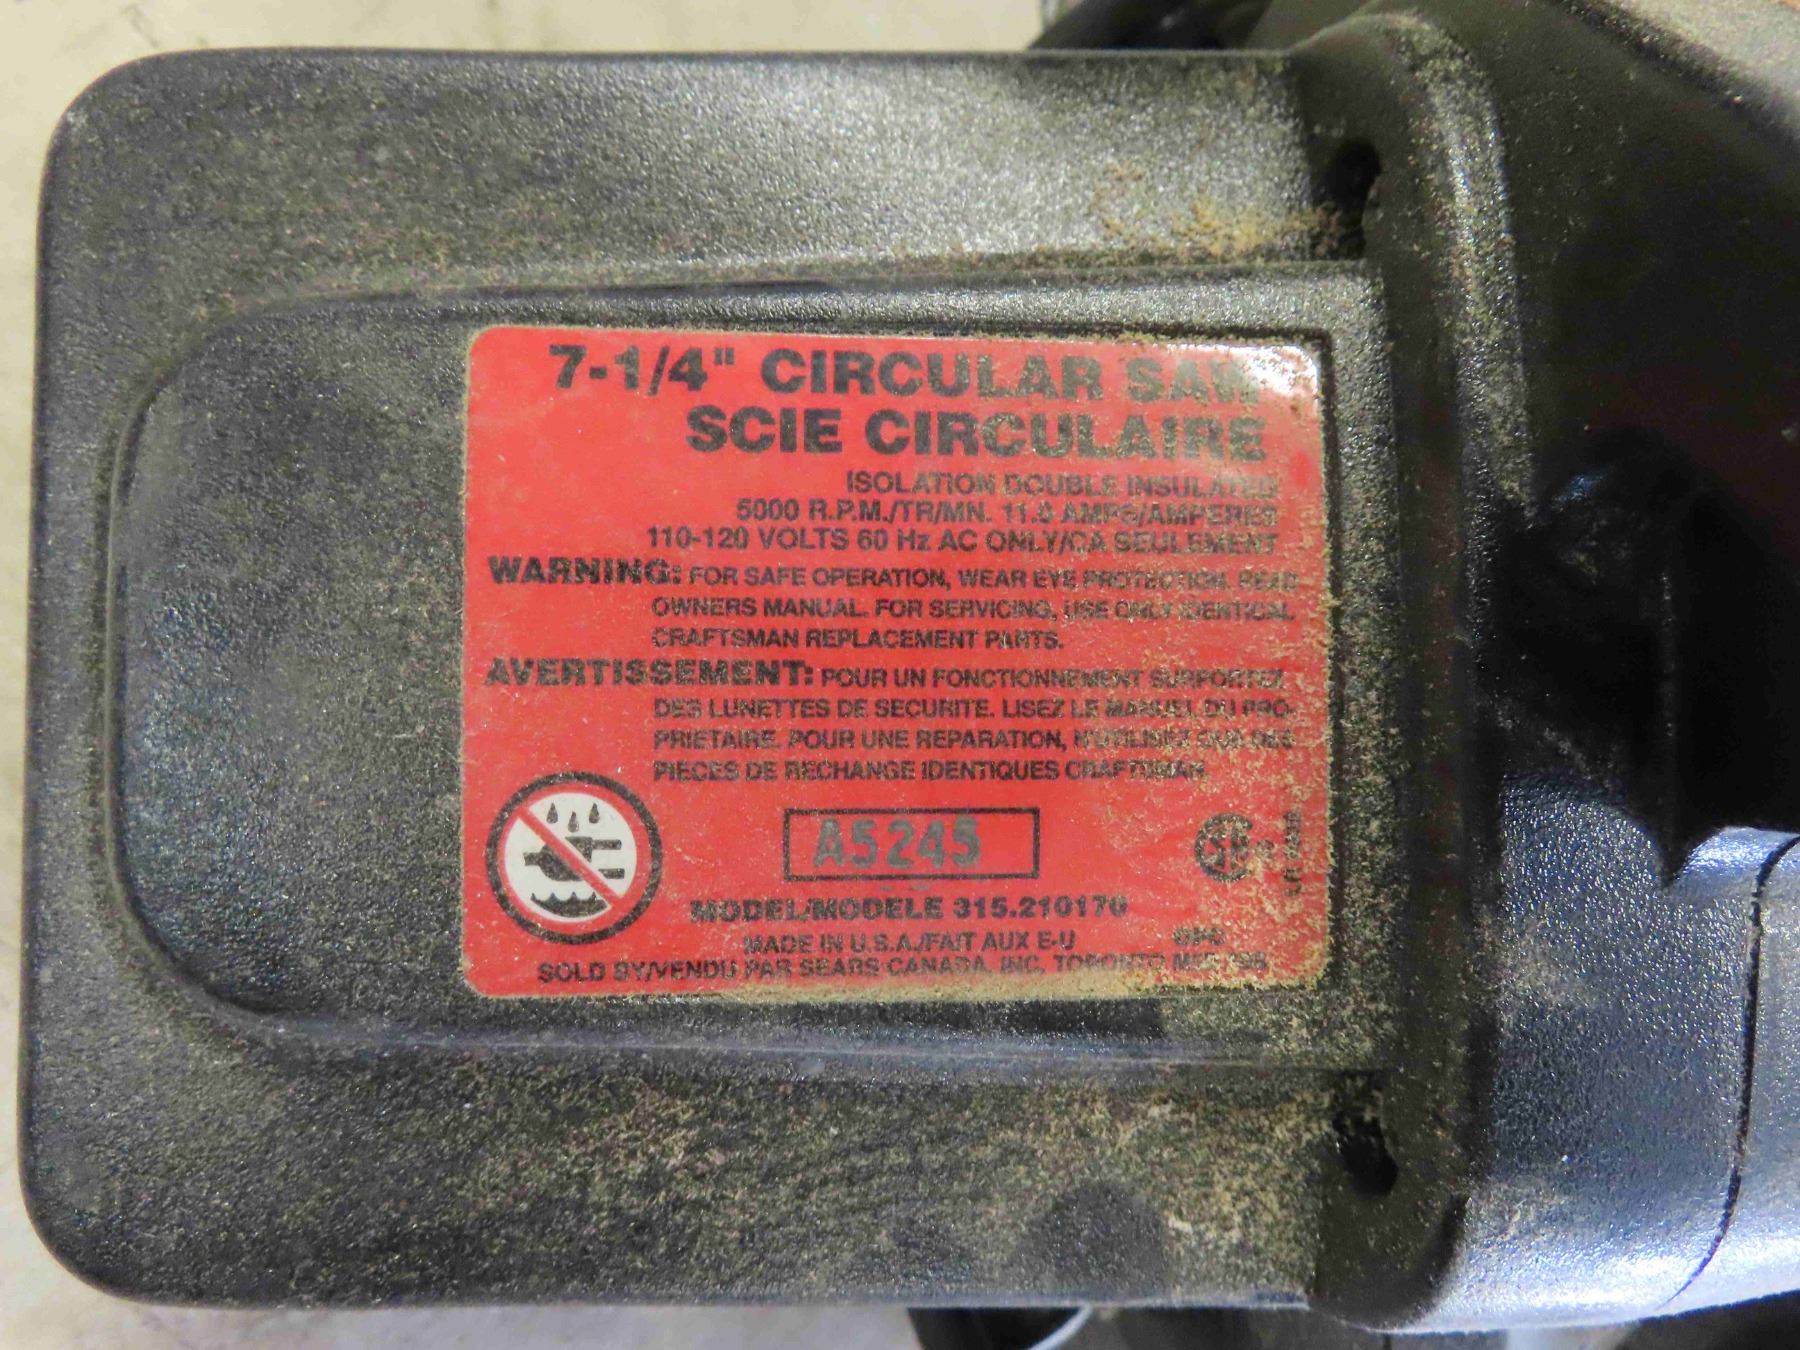 7-1/4" CIRCULAR SAW
SCIE CIRCULAIRE
ISOLATION DOUBLE INSULATED
5000 R.P.M./TR/MN. 11.0 AMPS/AMPERES
110-120 VOLTS 60 Hz AC ONLY/CA SEULEMENT
WARNING: FOR SAFE OPERATION, WEAR EYE PROTECTION. READ
OWNERS MANUAL. FOR SERVICING, USE ONLY IDENTICAL
CRAFTSMAN REPLACEMENT PARTS.
AVERTISSEMENT: POUR UN FONCTIONNEMENT SURPORTEZ
DES LUNETTES DE SECURITE. LISEZ LE MANUEL DU PRO-
PRIETAIRE. POUR UNE REPARATION, N'UTILISEZ QUE DES
PIECES DE RECHANGE IDENTIQUES CRAFTSMAN.
A5245
MODEL/MODELE 315.210170
MADE IN U.S.A./FAIT AUX E-U
SOLD BY/VENDU PAR SEARS CANADA, INC. TORONTO